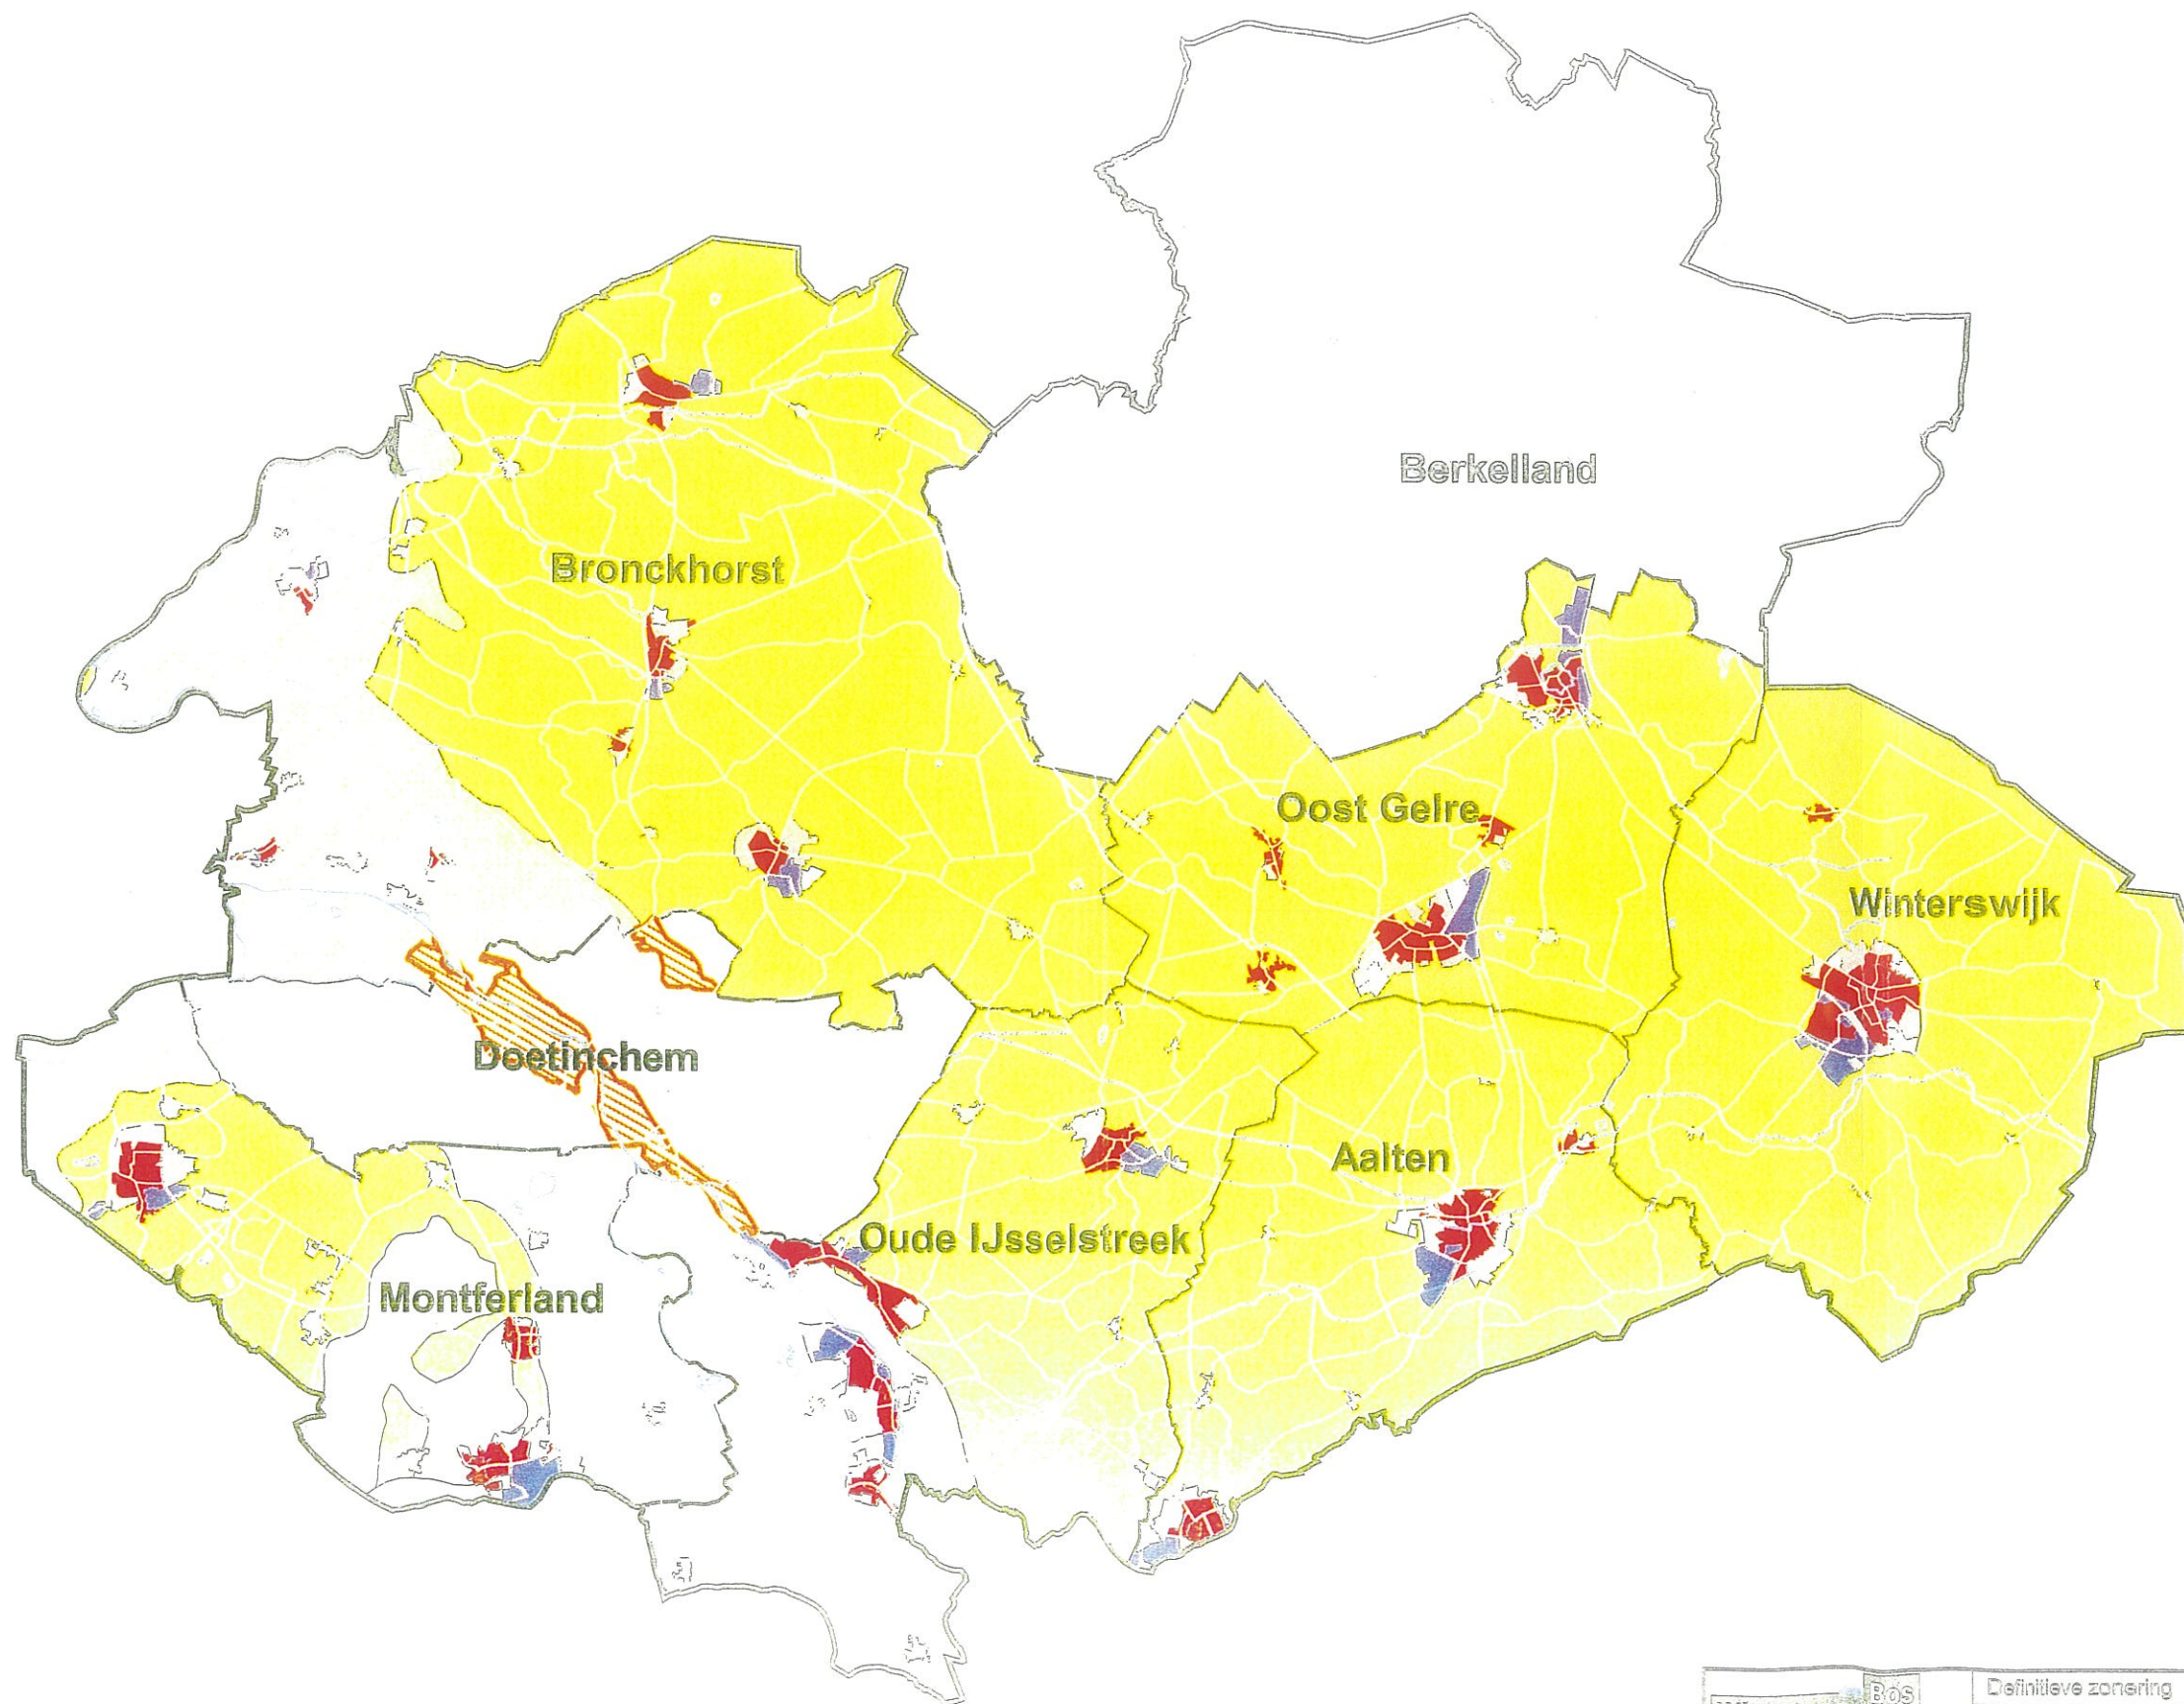 Berkelland
Bronckhorst
Oost Gelre
Winterswijk
Doetinchem
Aalten
Oude IJsselstreek
Montferland
Bos
Definitieve zonering